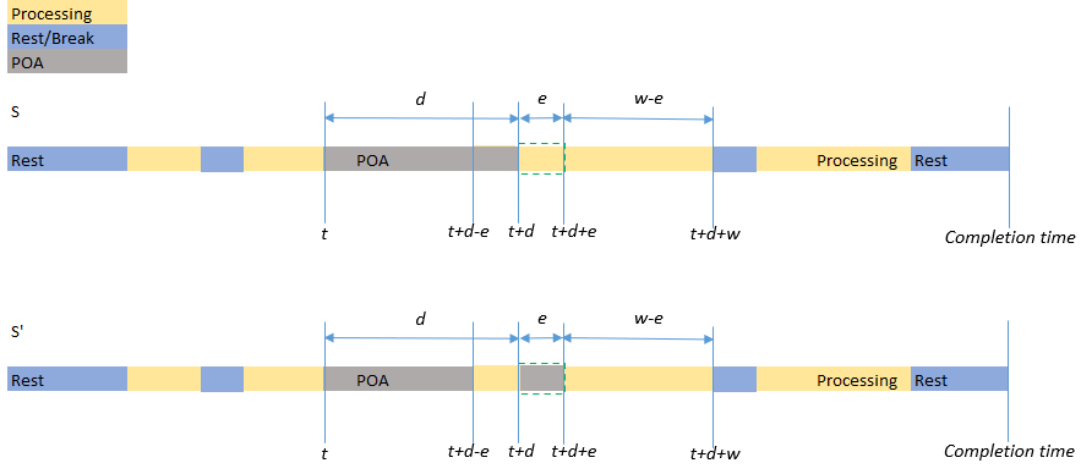 Processing
Rest/Break
POA
d e w-e
S
Rest POA Processing Rest
t t+d-e t+d t+d+e t+d+w Completion time
d e w-e
S'
Rest POA Processing Rest
t t+d-e t+d t+d+e t+d+w Completion time